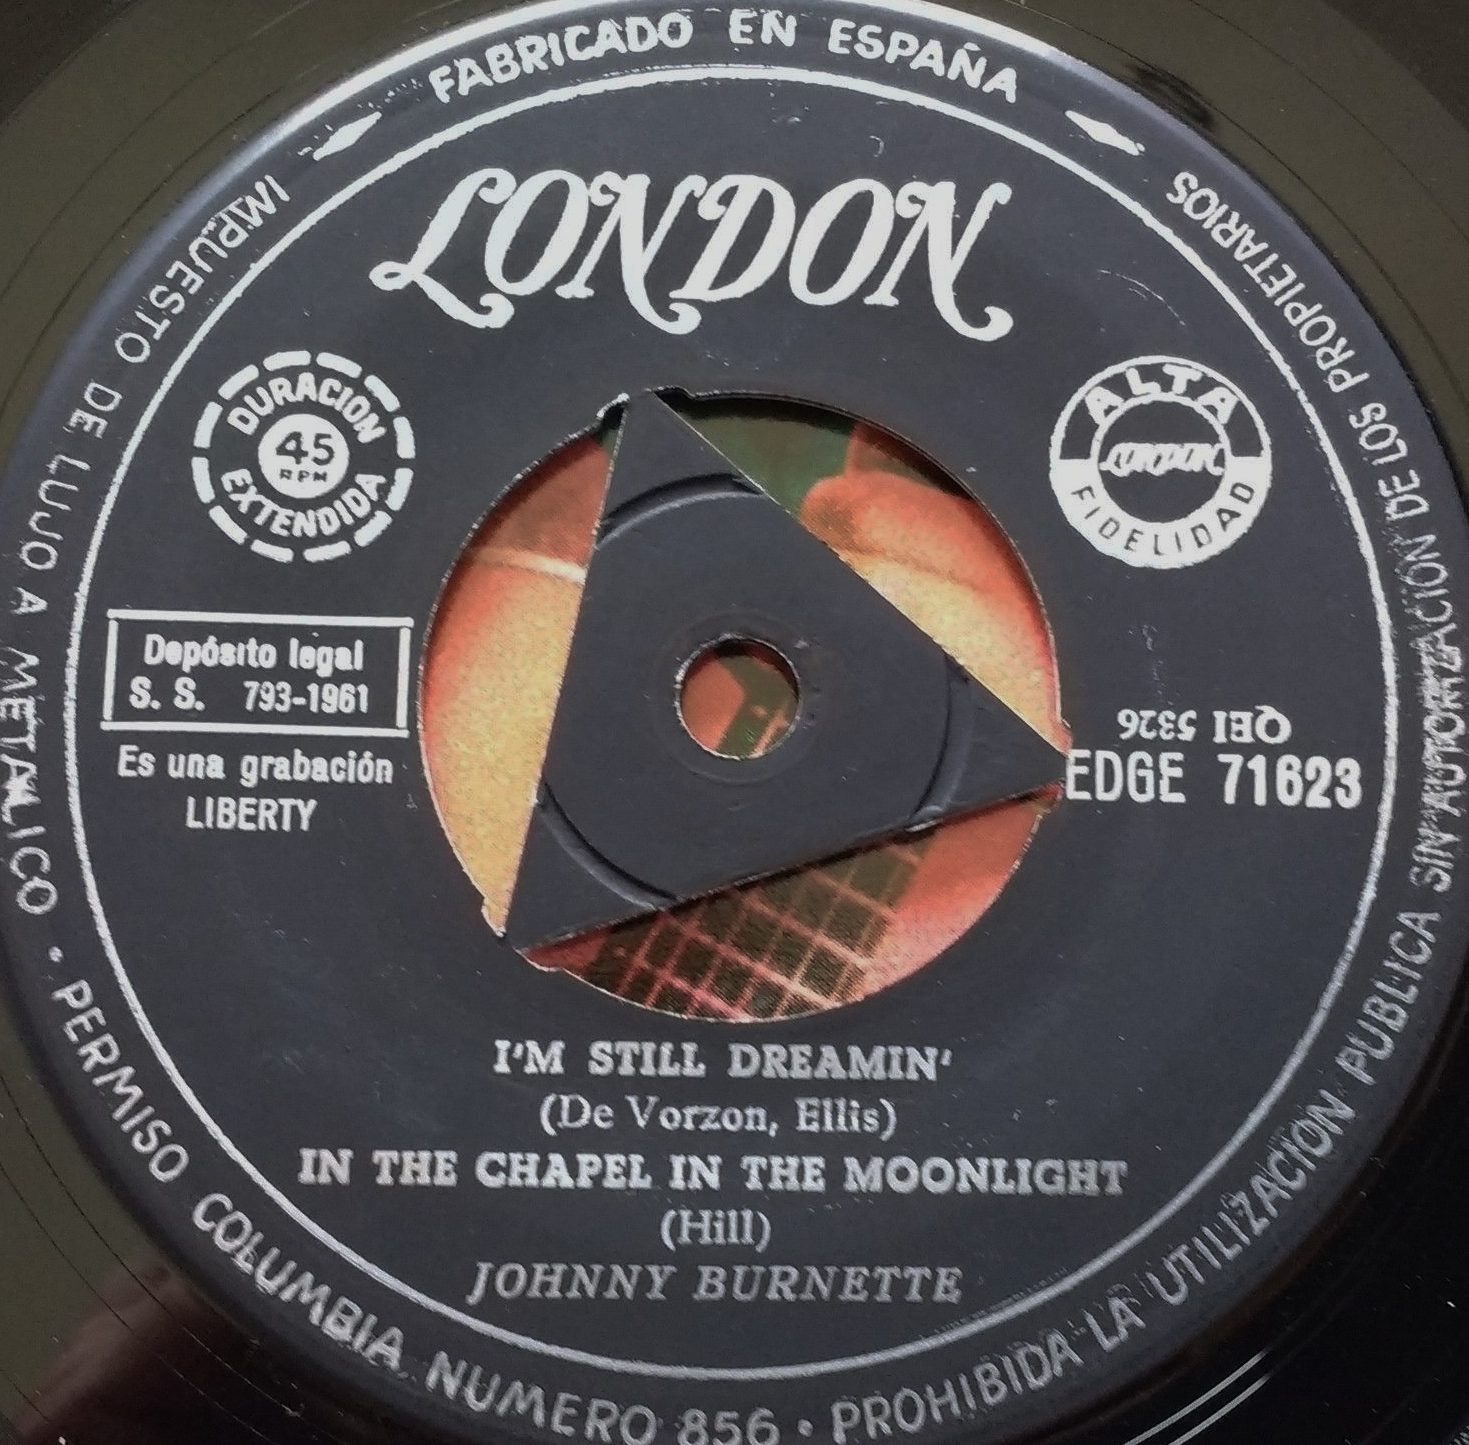 FABRICADO EN ESPAÑA
LONDON
DURACION
45
RPM
EXTENDIDA
ALTA
LONDON
FIDELIDAD
Depósito legal
S. S. 793-1961
Es una grabación
LIBERTY
QEI 5326
EDGE 71623
I'M STILL DREAMIN'
(De Vorzon, Ellis)
IN THE CHAPEL IN THE MOONLIGHT
(Hill)
JOHNNY BURNETTE
IMPUESTO DE LUJO A METALICO • PERMISO COLUMBIA NUMERO 856 • PROHIBIDA LA UTILIZACION PUBLICA SIN AUTORIZACION DE LOS PROPIETARIOS